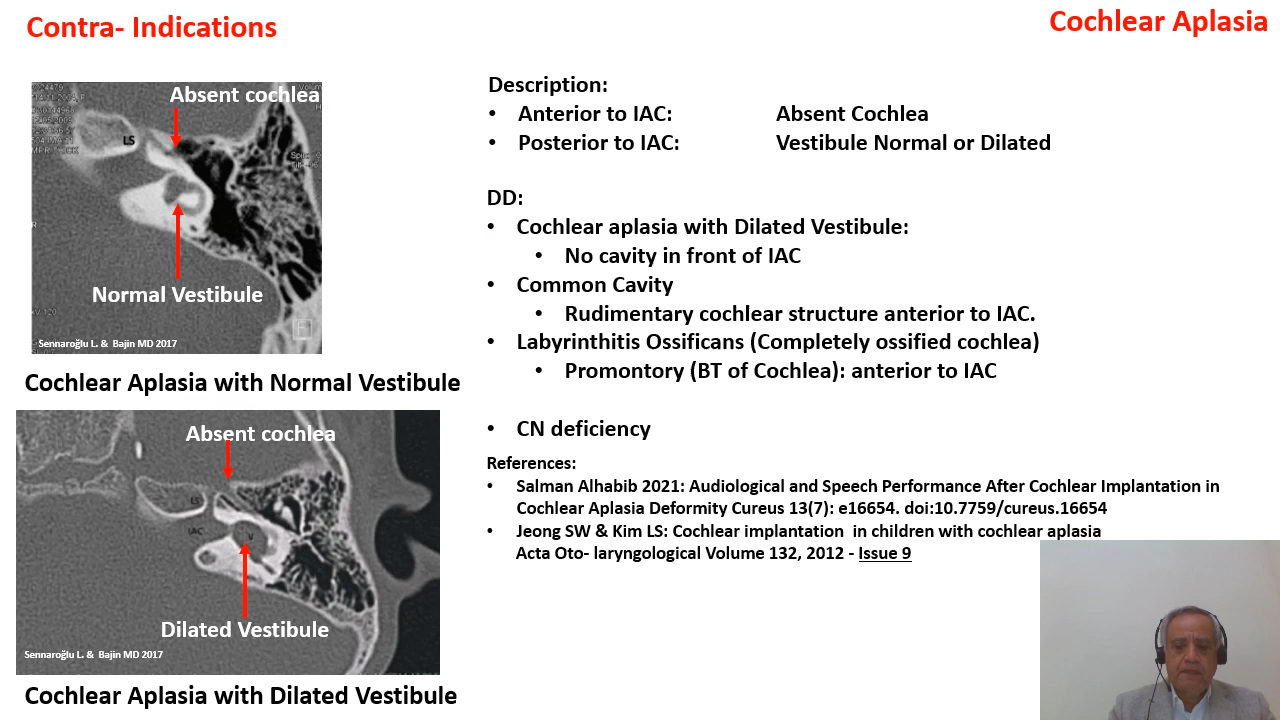 Contra- Indications
Cochlear Aplasia
Absent cochlea
LS
Normal Vestibule
Sennaroğlu L. & Bajin MD 2017
Cochlear Aplasia with Normal Vestibule
Absent cochlea
LS
IAC
V
Dilated Vestibule
Sennaroğlu L. & Bajin MD 2017
Cochlear Aplasia with Dilated Vestibule
Description:
• Anterior to IAC: Absent Cochlea
• Posterior to IAC: Vestibule Normal or Dilated
DD:
• Cochlear aplasia with Dilated Vestibule:
• No cavity in front of IAC
• Common Cavity
• Rudimentary cochlear structure anterior to IAC.
• Labyrinthitis Ossificans (Completely ossified cochlea)
• Promontory (BT of Cochlea): anterior to IAC
• CN deficiency
References:
• Salman Alhabib 2021: Audiological and Speech Performance After Cochlear Implantation in
Cochlear Aplasia Deformity Cureus 13(7): e16654. doi:10.7759/cureus.16654
• Jeong SW & Kim LS: Cochlear implantation in children with cochlear aplasia
Acta Oto- laryngological Volume 132, 2012 - Issue 9